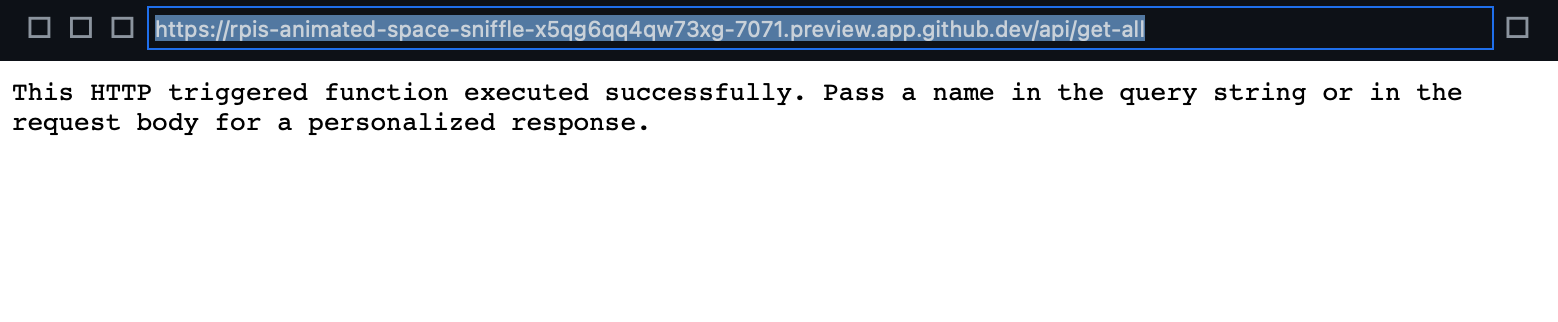 https://rpis-animated-space-sniffle-x5qg6qq4qw73xg-7071.preview.app.github.dev/api/get-all
This HTTP triggered function executed successfully. Pass a name in the query string or in the
request body for a personalized response.